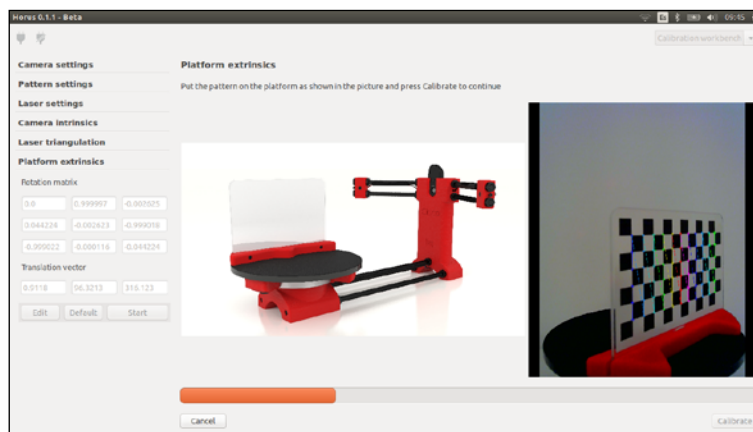 Horus 0.1.1 - Beta
Es 09:45
Calibration workbench
Camera settings
Pattern settings
Laser settings
Camera intrinsics
Laser triangulation
Platform extrinsics
Rotation matrix
0.0 0.999997 -0.002625
0.044224 -0.002623 -0.999018
-0.000116 -0.044224
Translation vector
0.5118 96.3213 315.123
Edit Default Start
Platform extrinsics
Put the pattern on the platform as shown in the picture and press Calibrate to continue
Cancel
Calibrate